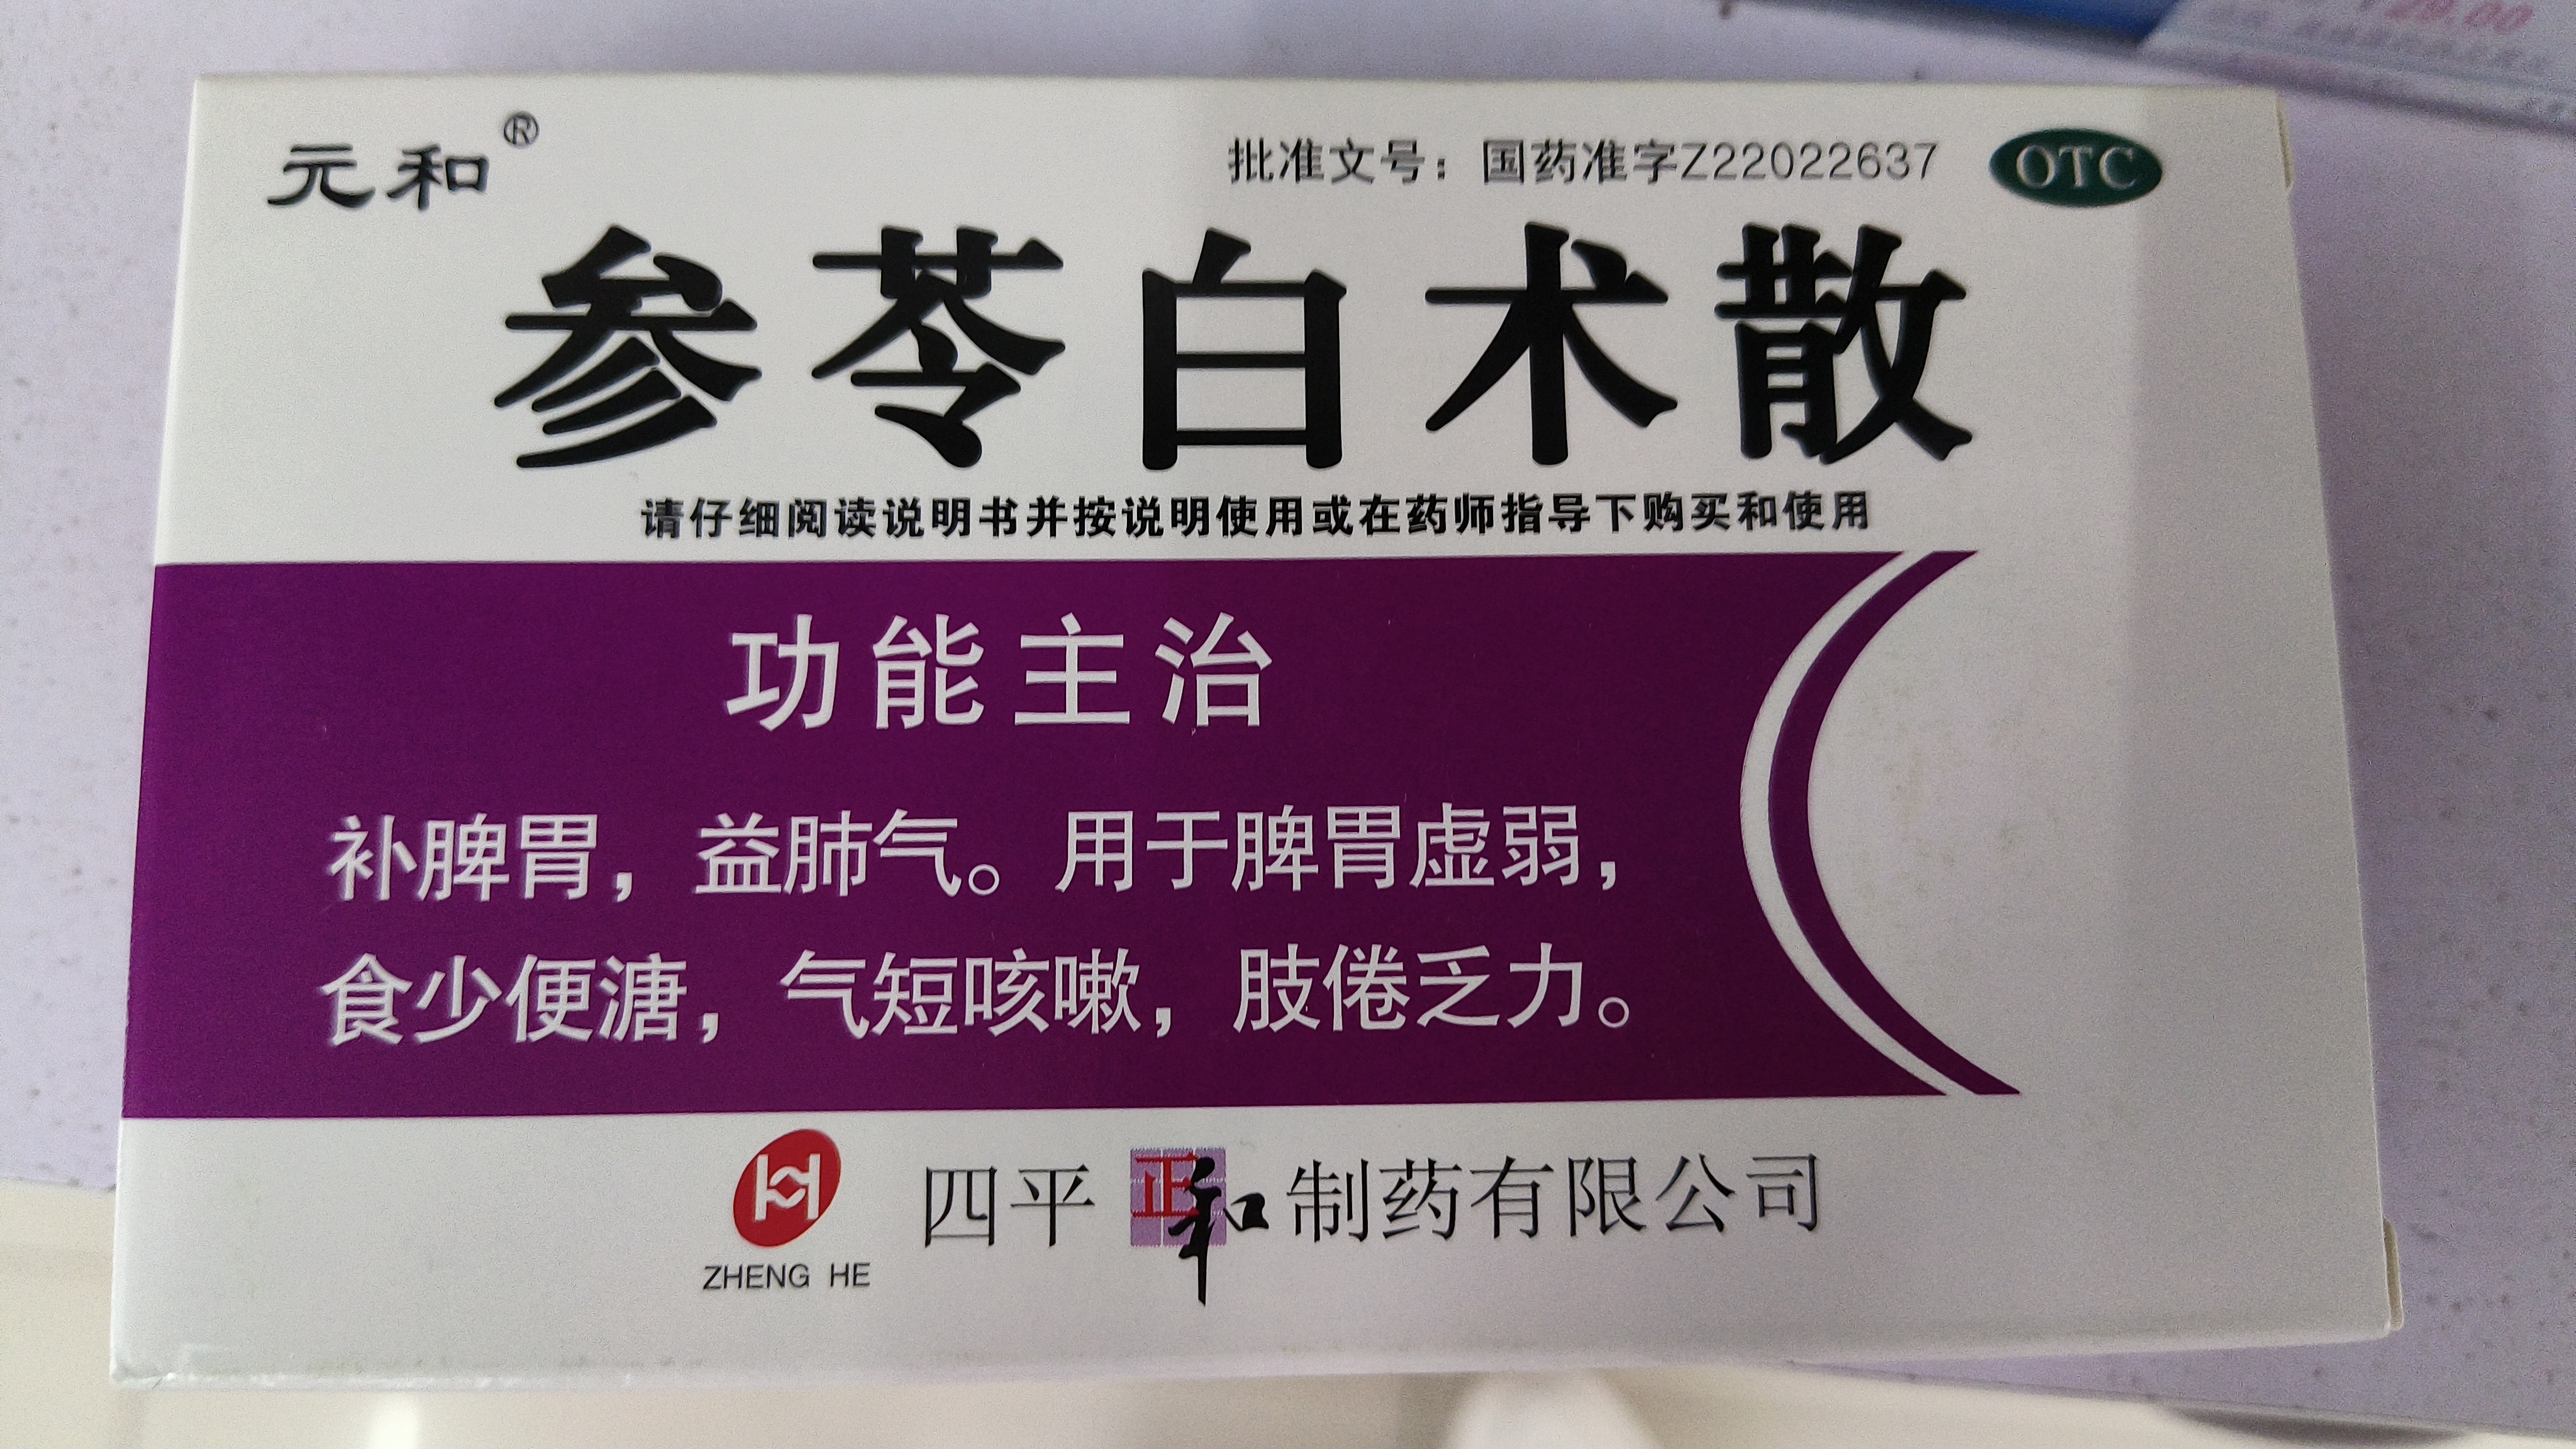 29.00
元和®
批准文号：国药准字Z22022637
OTC
参苓白术散
请仔细阅读说明书并按说明使用或在药师指导下购买和使用
功能主治
补脾胃，益肺气。用于脾胃虚弱，
食少便溏，气短咳嗽，肢倦乏力。
四平正和制药有限公司
ZHENG HE